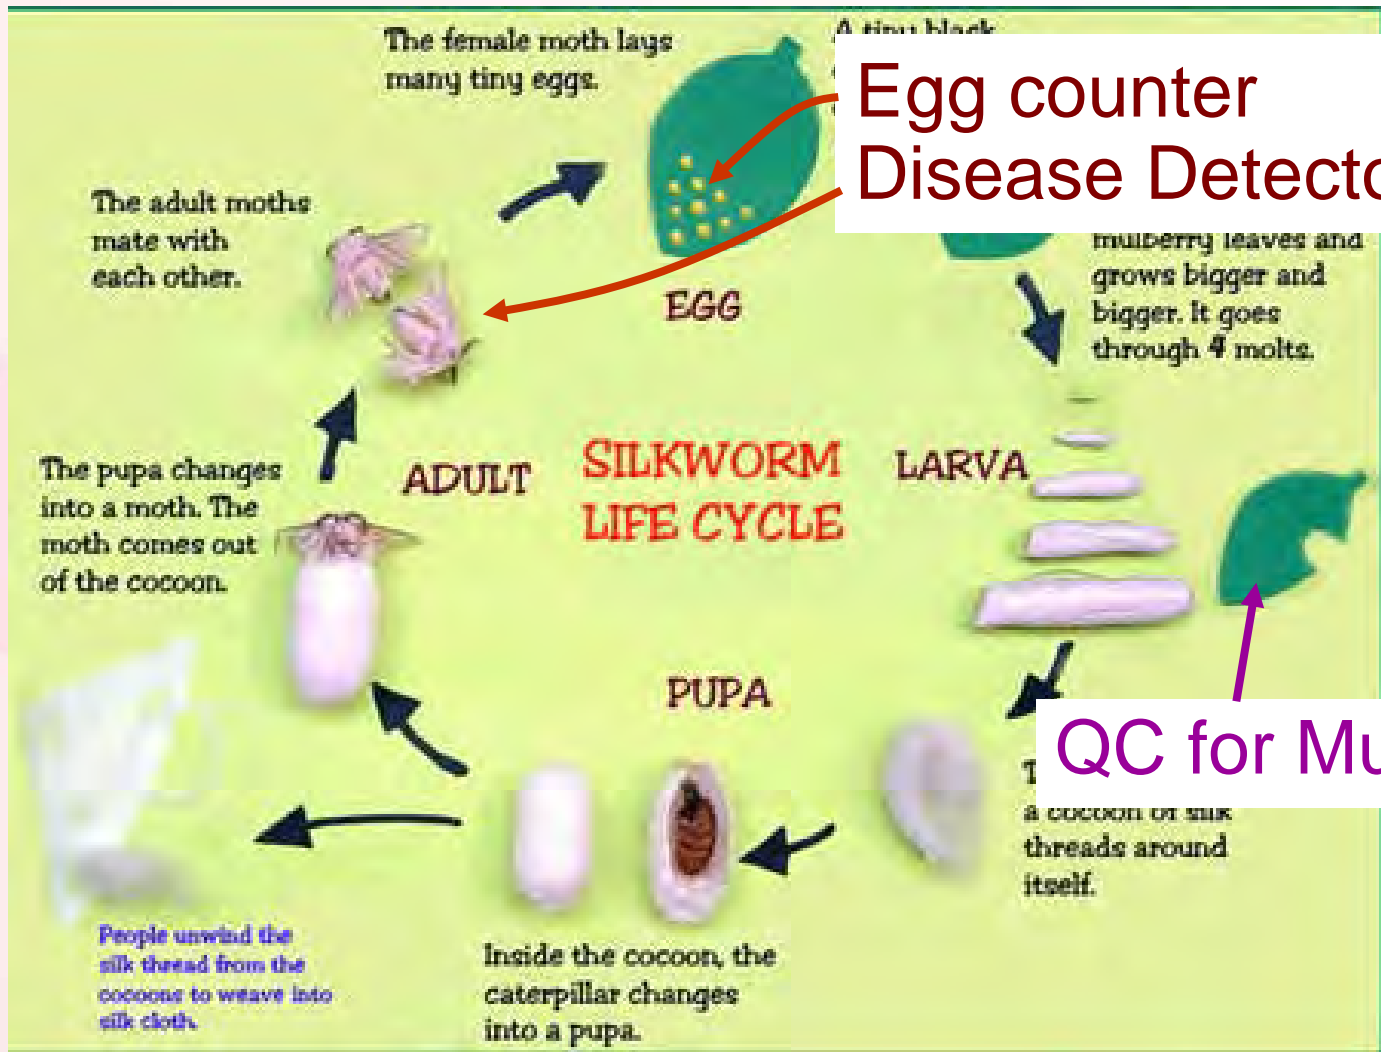 The female moth lays
many tiny eggs.
A tiny black
Egg counter
Disease
The adult moths
mate with
each other.
EGG
mulberry leaves and
grows bigger and
bigger. It goes
through 4 molts.
The pupa changes
into a moth. The
moth comes out
of the cocoon.
ADULT
SILKWORM
LIFE CYCLE
LARVA
PUPA
QC for
a cocoon of silk
threads around
itself.
People unwind the
silk thread from the
cocoons to weave into
silk cloth.
Inside the cocoon, the
caterpillar changes
into a pupa.